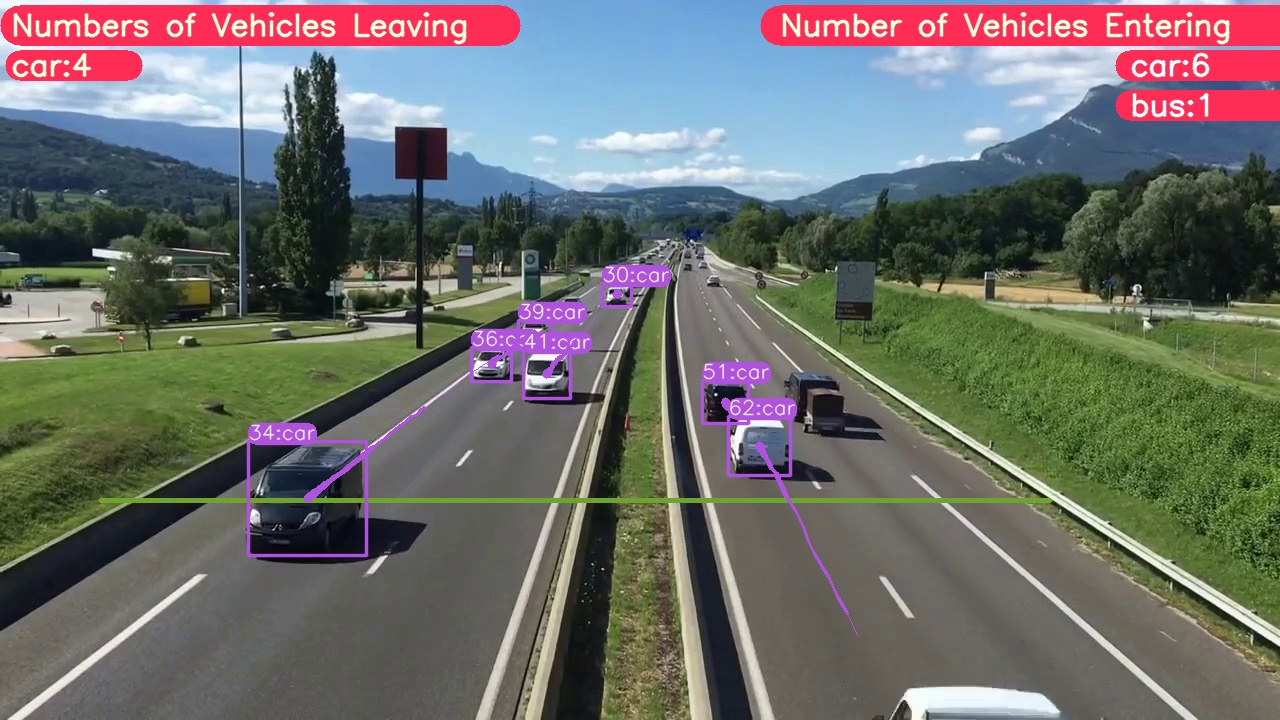 Numbers of Vehicles Leaving
car:4
Number of Vehicles Entering
car:6
bus:1
30:car
39:car
36:c
41:car
51:car
62:car
34:car